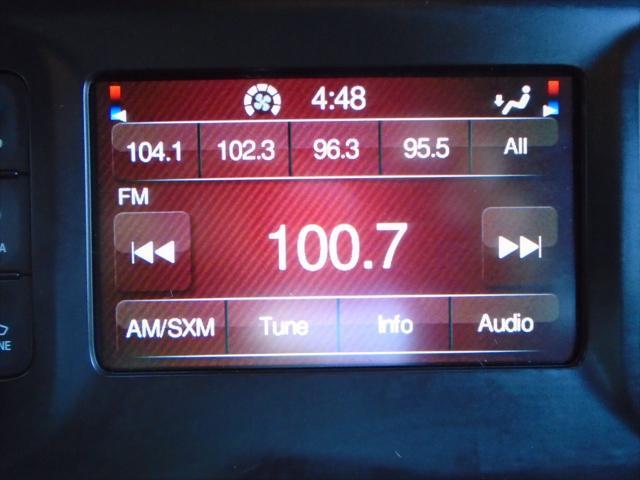 4:48
104.1 102.3 96.3 95.5 All
FM
100.7
AM/SXM Tune Info Audio